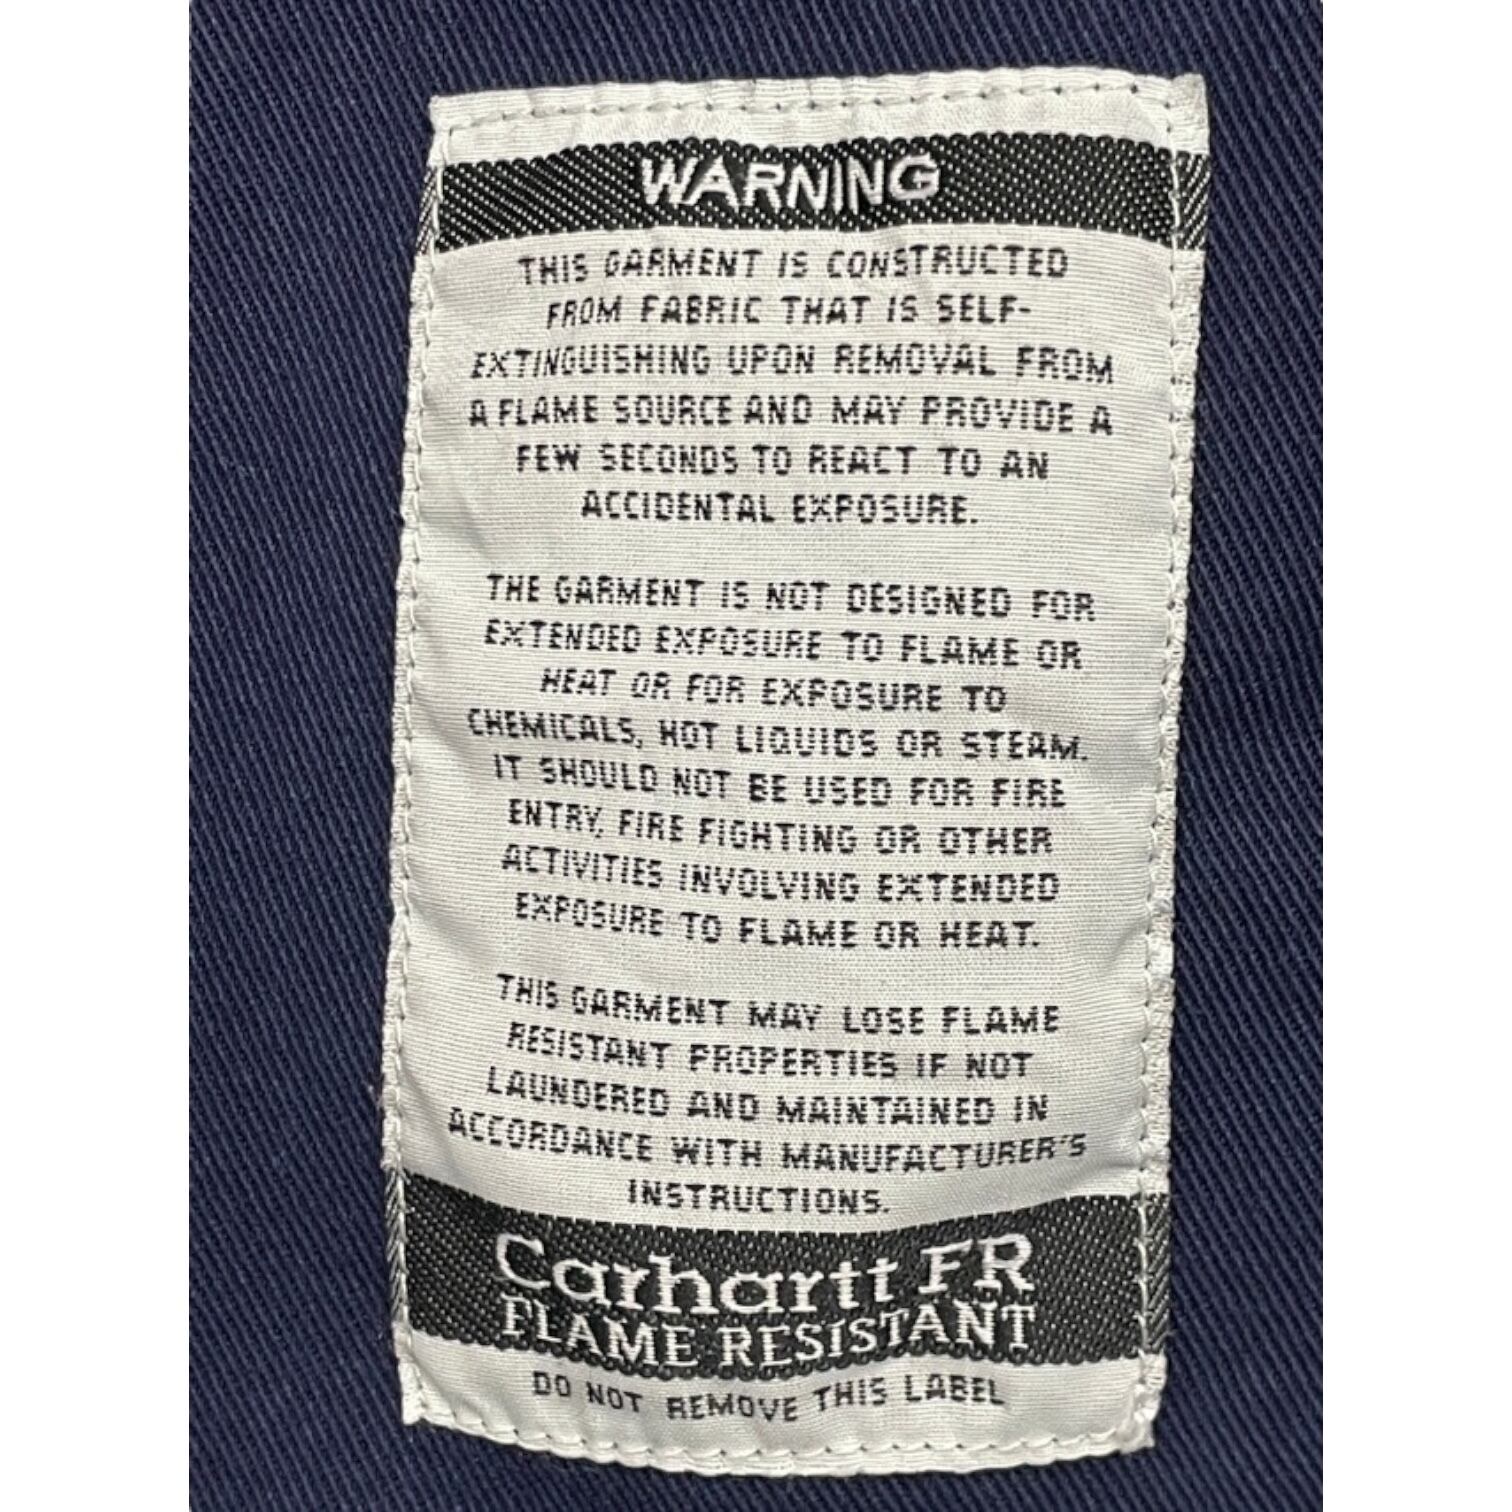 WARNING
THIS GARMENT IS CONSTRUCTED
FROM FABRIC THAT IS SELF-
EXTINGUISHING UPON REMOVAL FROM
A FLAME SOURCE AND MAY PROVIDE A
FEW SECONDS TO REACT TO AN
ACCIDENTAL EXPOSURE.
THE GARMENT IS NOT DESIGNED FOR
EXTENDED EXPOSURE TO FLAME OR
HEAT OR FOR EXPOSURE TO
CHEMICALS, HOT LIQUIDS OR STEAM.
IT SHOULD NOT BE USED FOR FIRE
ENTRY, FIRE FIGHTING OR OTHER
ACTIVITIES INVOLVING EXTENDED
EXPOSURE TO FLAME OR HEAT.
THIS GARMENT MAY LOSE FLAME
RESISTANT PROPERTIES IF NOT
LAUNDERED AND MAINTAINED IN
ACCORDANCE WITH MANUFACTURER'S
INSTRUCTIONS.
Carhartt FR
FLAME RESISTANT
DO NOT REMOVE THIS LABEL